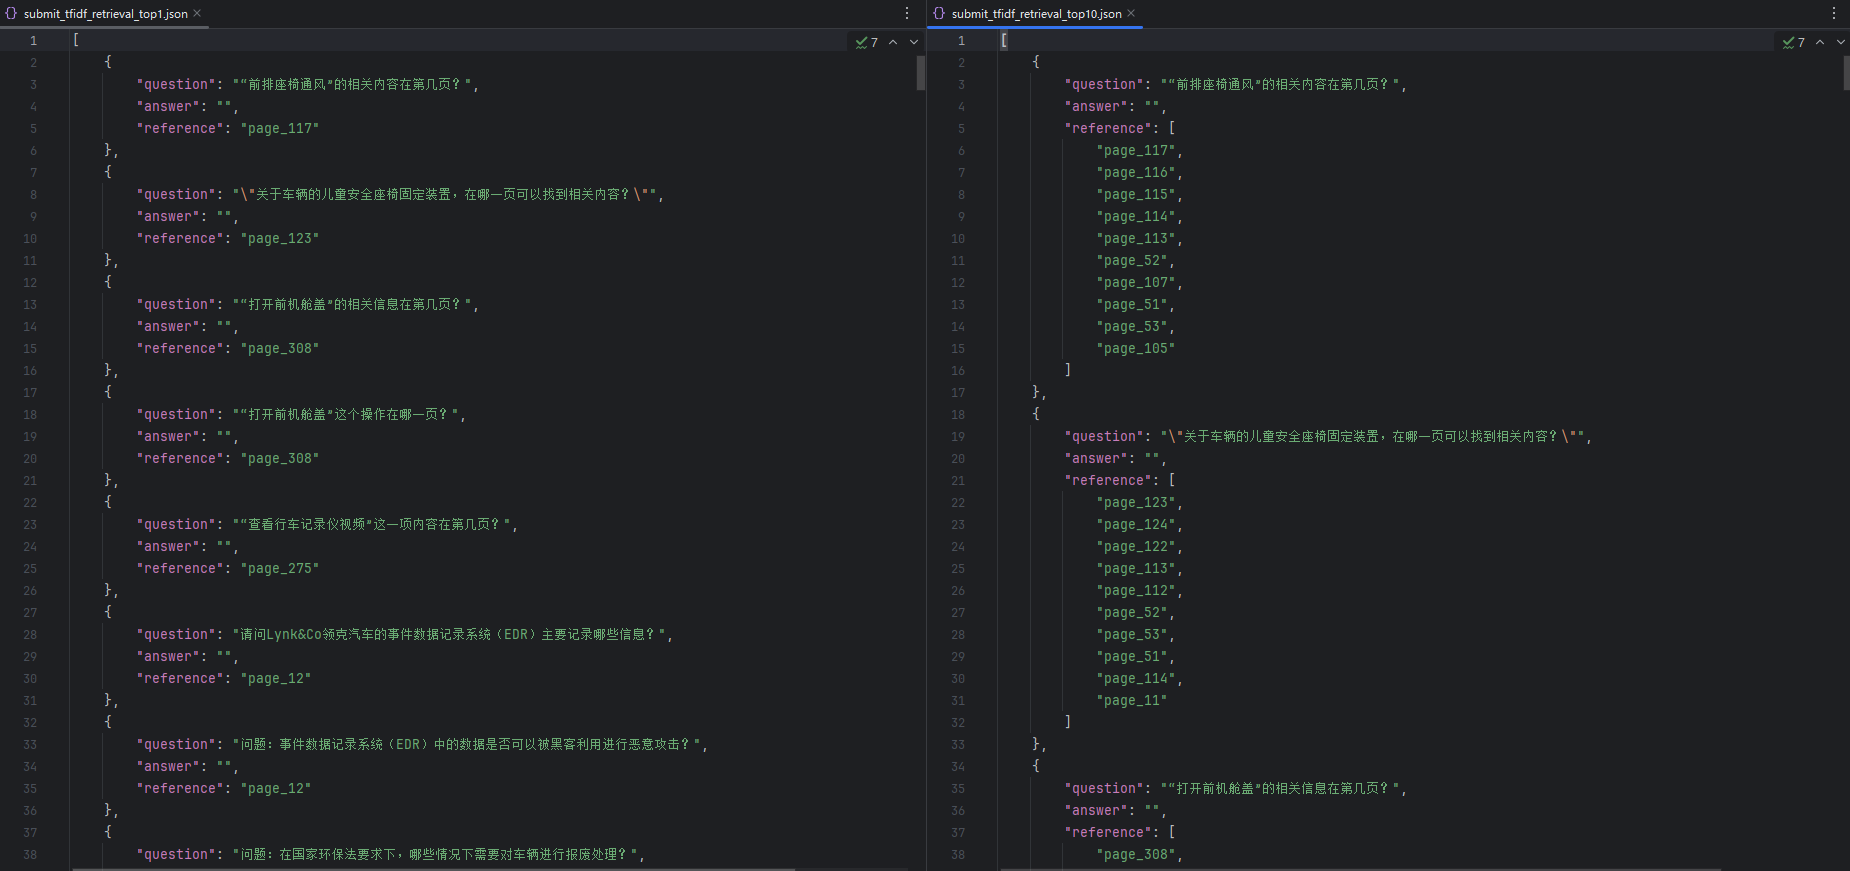 submit_tfidf_retrieval_top1.json
7
1 [
2 {
3 "question": "“前排座椅通风”的相关内容在第几页？",
4 "answer": "",
5 "reference": "page_117"
6 },
7 {
8 "question": "\"关于车辆的儿童安全座椅固定装置，在哪一页可以找到相关内容？\"",
9 "answer": "",
10 "reference": "page_123"
11 },
12 {
13 "question": "“打开前机舱盖”的相关信息在第几页？",
14 "answer": "",
15 "reference": "page_308"
16 },
17 {
18 "question": "“打开前机舱盖”这个操作在哪一页？",
19 "answer": "",
20 "reference": "page_308"
21 },
22 {
23 "question": "“查看行车记录仪视频”这一项内容在第几页？",
24 "answer": "",
25 "reference": "page_275"
26 },
27 {
28 "question": "请问Lynk&Co领克汽车的事件数据记录系统（EDR）主要记录哪些信息？",
29 "answer": "",
30 "reference": "page_12"
31 },
32 {
33 "question": "问题：事件数据记录系统（EDR）中的数据是否可以被黑客利用进行恶意攻击？",
34 "answer": "",
35 "reference": "page_12"
36 },
37 {
38 "question": "问题：在国家环保法要求下，哪些情况下需要对车辆进行报废处理？",
submit_tfidf_retrieval_top10.json
7
1 [
2 {
3 "question": "“前排座椅通风”的相关内容在第几页？",
4 "answer": "",
5 "reference": [
6 "page_117",
7 "page_116",
8 "page_115",
9 "page_114",
10 "page_113",
11 "page_52",
12 "page_107",
13 "page_51",
14 "page_53",
15 "page_105"
16 ]
17 },
18 {
19 "question": "\"关于车辆的儿童安全座椅固定装置，在哪一页可以找到相关内容？\"",
20 "answer": "",
21 "reference": [
22 "page_123",
23 "page_124",
24 "page_122",
25 "page_113",
26 "page_112",
27 "page_52",
28 "page_53",
29 "page_51",
30 "page_114",
31 "page_11"
32 ]
33 },
34 {
35 "question": "“打开前机舱盖”的相关信息在第几页？",
36 "answer": "",
37 "reference": [
38 "page_308",